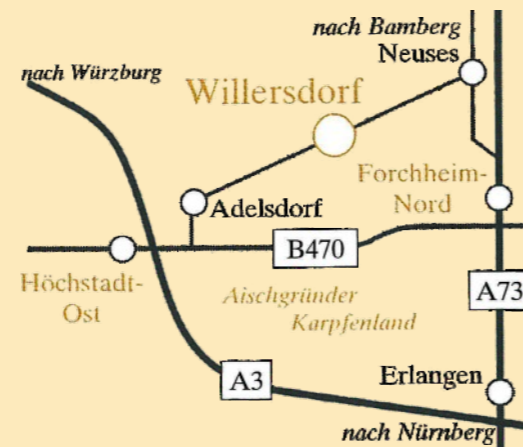 nach Bamberg
Neuses
nach Würzburg
Willersdorf
Forchheim-
Nord
Adelsdorf
B470
Höchstadt-
Ost
Aischgründer
Karpfenland
A73
A3
Erlangen
nach Nürnberg